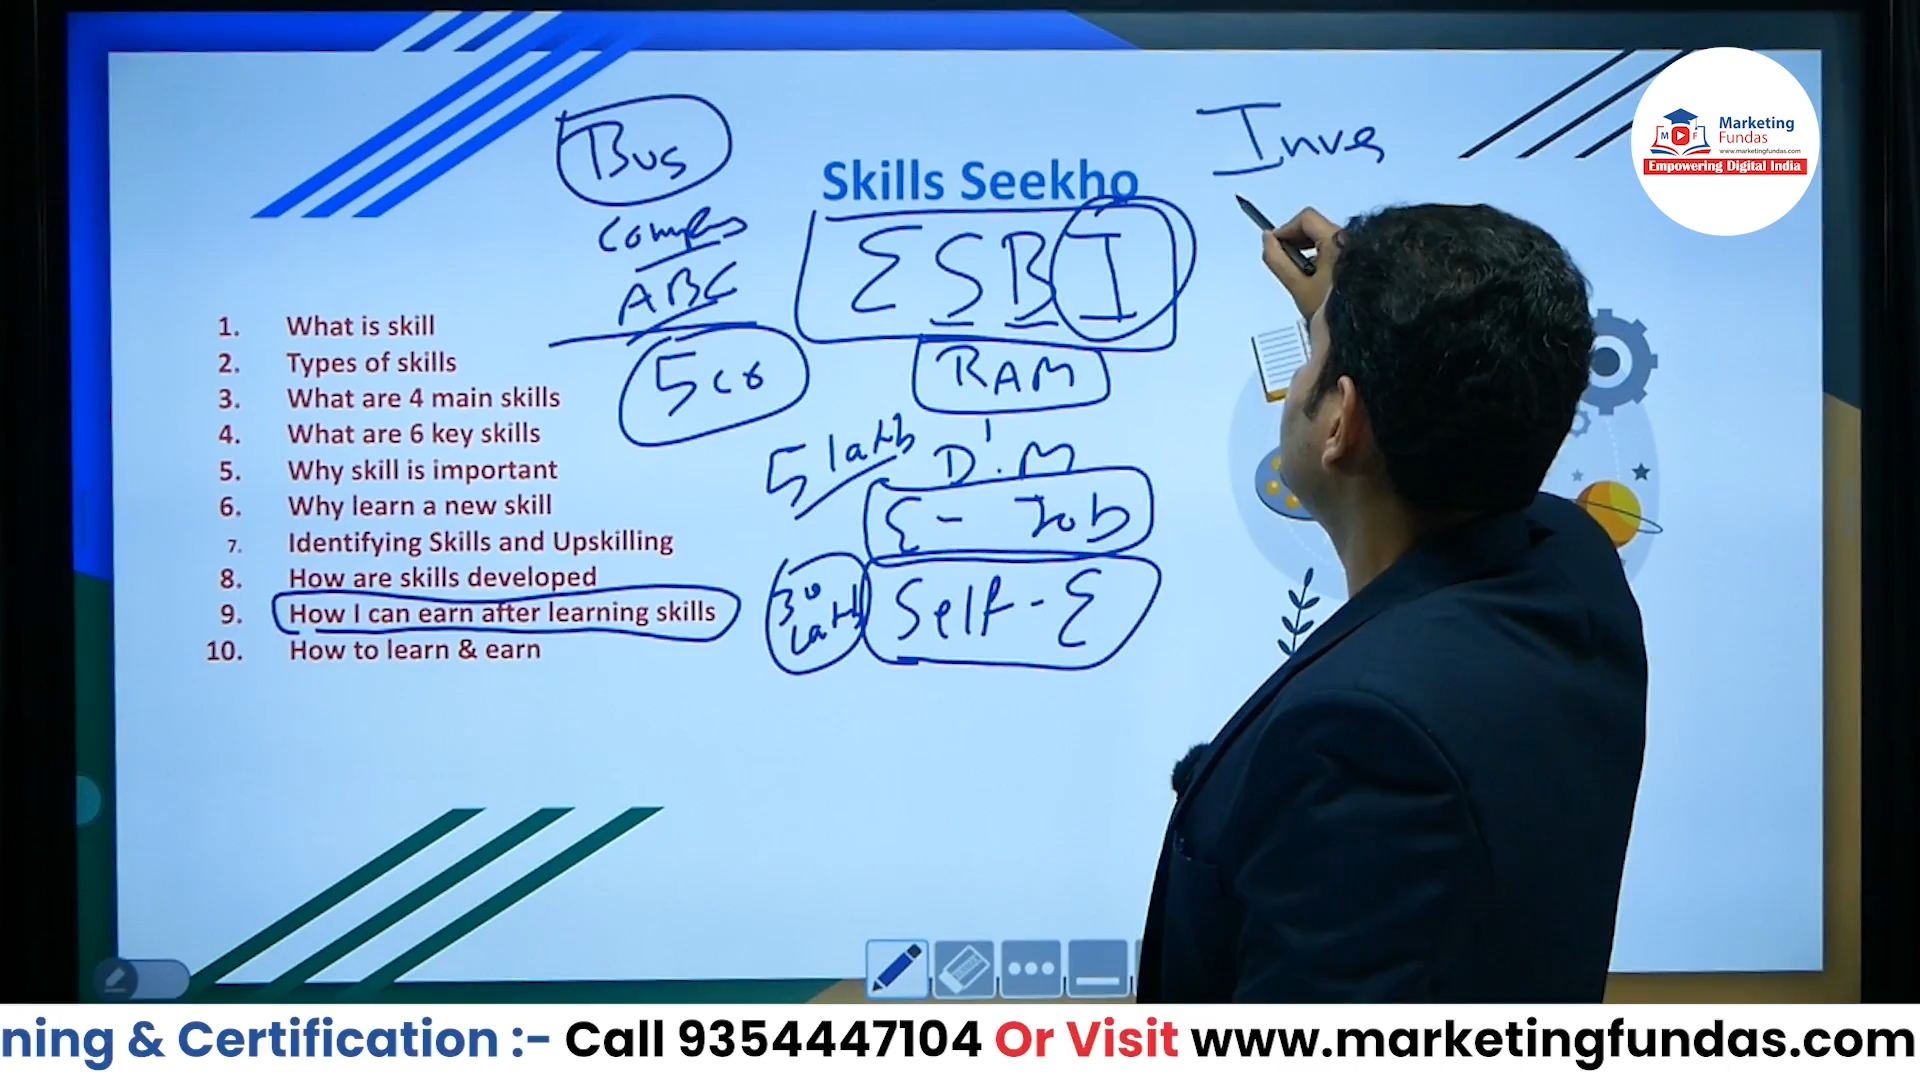 Bus
Inves
M F
Marketing
Fundas
www.marketingfundas.com
Empowering Digital India
Skills Seekho
ABC
E S B I
5 cr
RAM
1. What is skill
2. Types of skills
3. What are 4 main skills
4. What are 6 key skills
5. Why skill is important
6. Why learn a new skill
7. Identifying Skills and Upskilling
8. How are skills developed
9. How I can earn after learning skills
10. How to learn & earn
5 lakh
D.M
E - Job
30
Lakh
Self - E
ning & Certification :- Call 9354447104 Or Visit www.marketingfundas.com